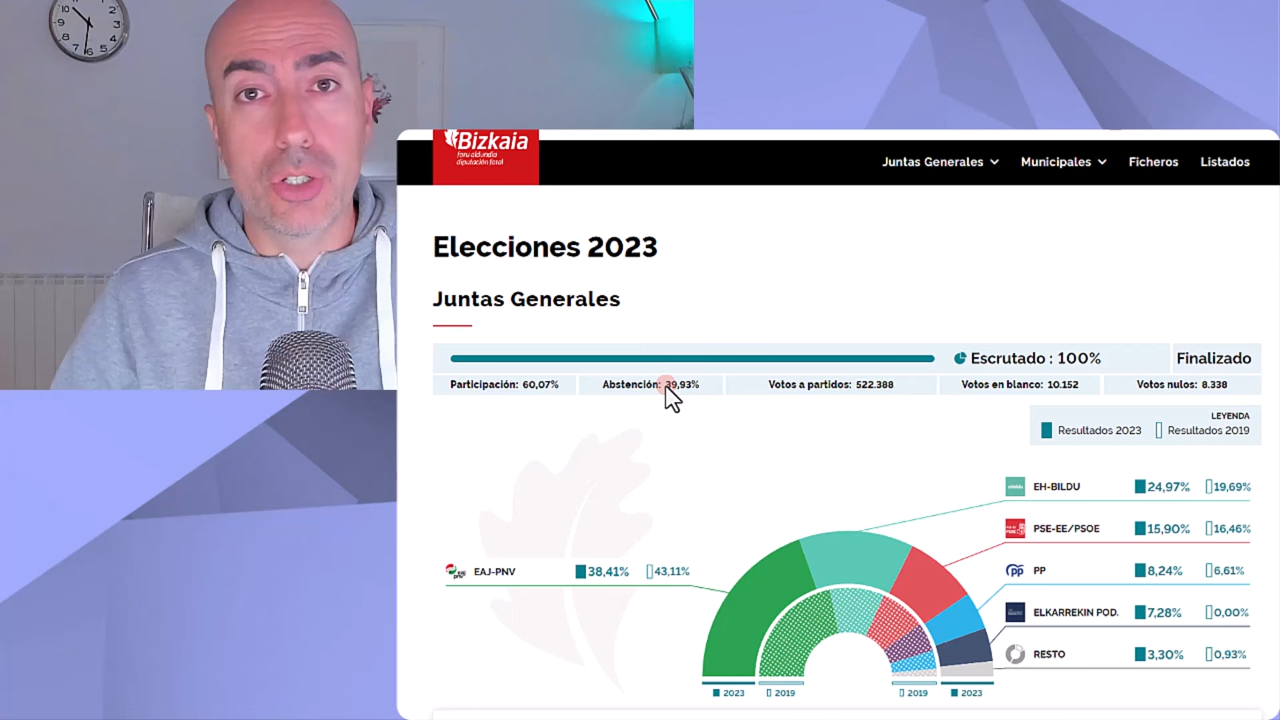 Bizkaia
foru aldundia
diputación foral
Juntas Generales
Municipales
Ficheros
Listados
Elecciones 2023
Juntas Generales
Escrutado : 100%
Finalizado
Participación: 60,07%
Abstención: 39,93%
Votos a partidos: 522.388
Votos en blanco: 10.152
Votos nulos: 8.338
LEYENDA
Resultados 2023
Resultados 2019
EH-BILDU 24,97% 19,69%
PSE-EE/PSOE 15,90% 16,46%
EAJ-PNV 38,41% 43,11%
PP 8,24% 6,61%
ELKARREKIN POD. 7,28% 0,00%
RESTO 3,30% 0,93%
2023 2019 2019 2023